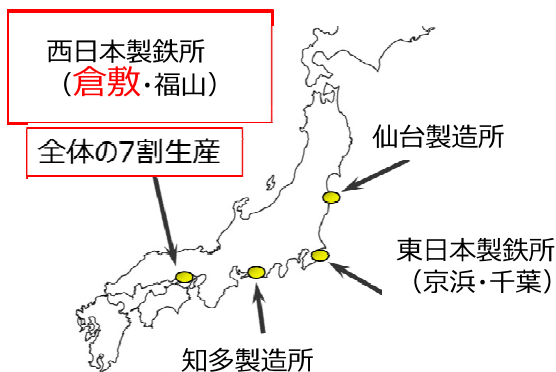 西日本製鉄所
（倉敷・福山）
全体の7割生産
仙台製造所
東日本製鉄所
（京浜・千葉）
知多製造所